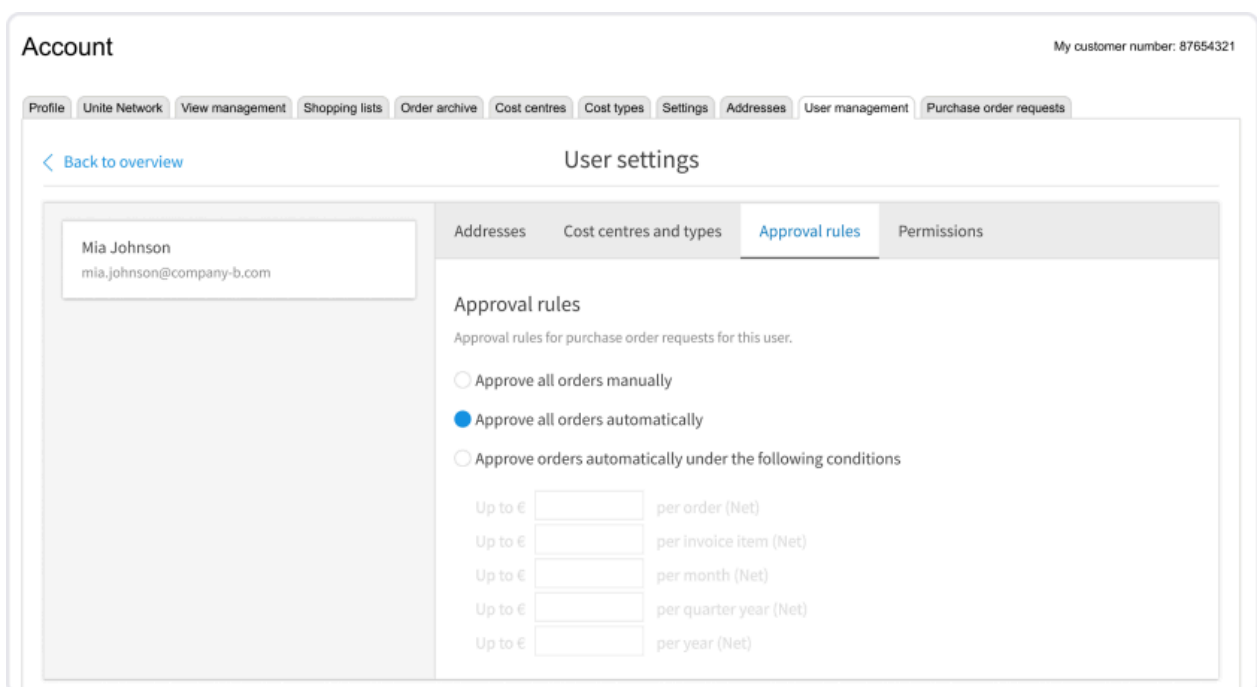 Account
My customer number: 87654321
Profile Unite Network View management Shopping lists Order archive Cost centres Cost types Settings Addresses User management Purchase order requests
Back to overview
User settings
Mia Johnson
mia.johnson@company-b.com
Addresses Cost centres and types Approval rules Permissions
Approval rules
Approval rules for purchase order requests for this user.
Approve all orders manually
Approve all orders automatically
Approve orders automatically under the following conditions
Up to € per order (Net)
Up to € per invoice item (Net)
Up to € per month (Net)
Up to € per quarter year (Net)
Up to € per year (Net)